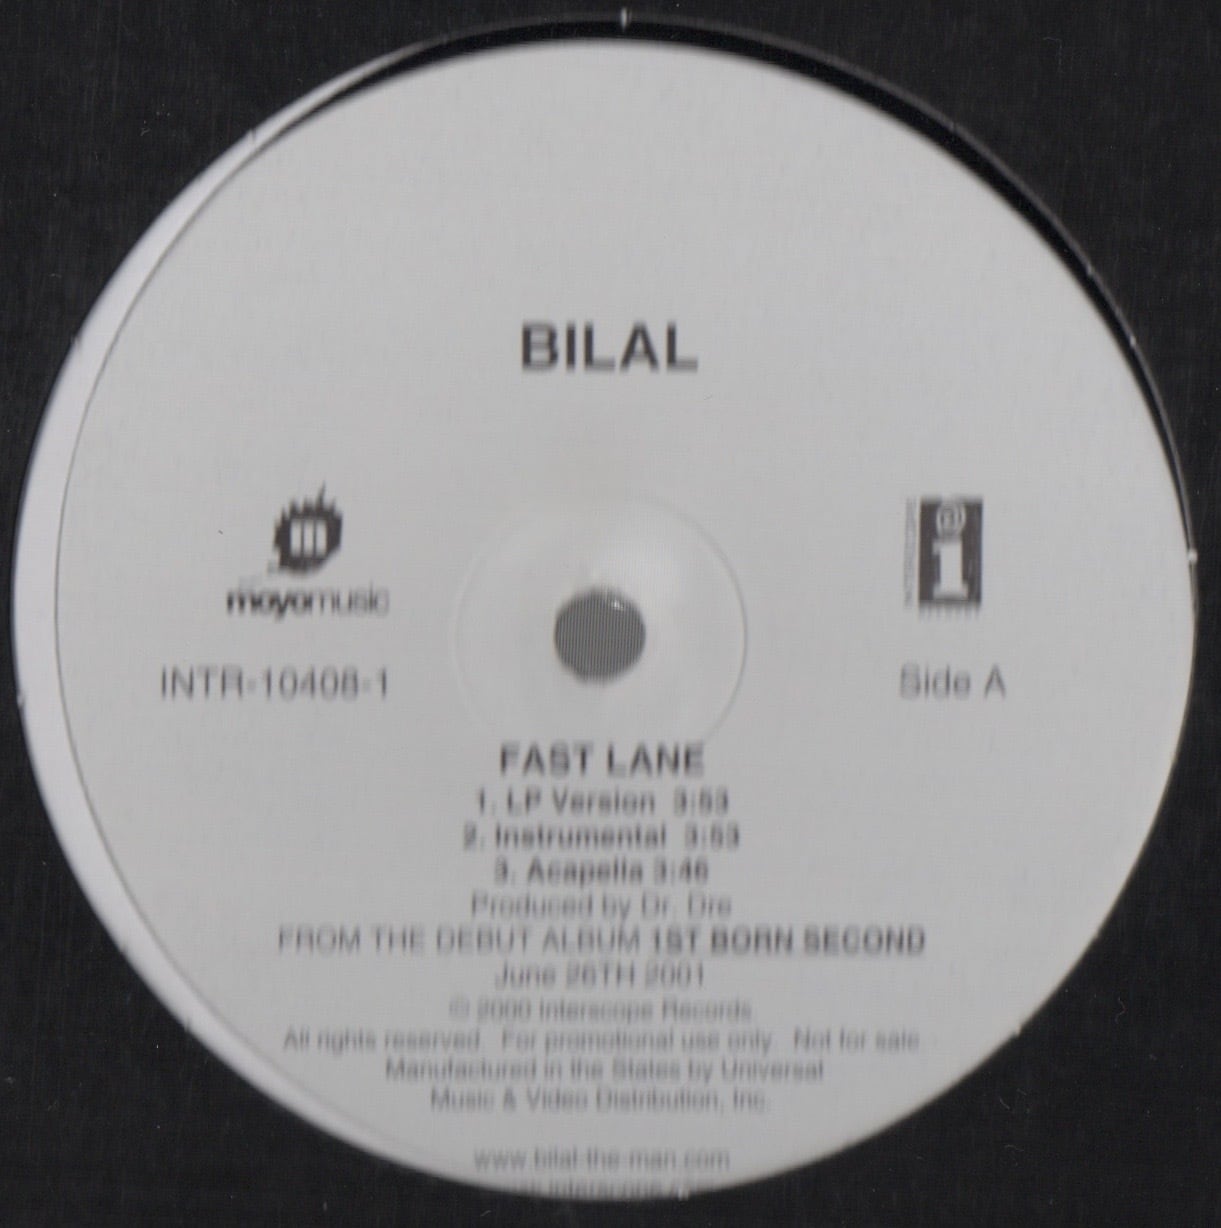 BILAL
moyomusic
INTERSCOPE
RECORDS
INTR-10408-1
Side A
FAST LANE
1. LP Version 3:53
2. Instrumental 3:53
3. Acapella 3:46
Produced by Dr. Dre
FROM THE DEBUT ALBUM 1ST BORN SECOND
June 26TH 2001
© 2000 Interscope Records
All rights reserved. For promotional use only. Not for sale.
Manufactured in the States by Universal
Music & Video Distribution, Inc.
www.bilal-the-man.com